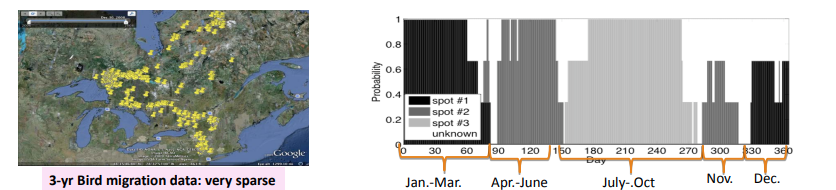 Google
3-yr Bird migration data: very sparse
Probability
1
0.8
0.6
0.4
0.2
0
spot #1
spot #2
spot #3
unknown
0 30 60 90 120 150 180 210 240 270 300 330 360
Day
Jan.-Mar. Apr.-June July-.Oct Nov. Dec.